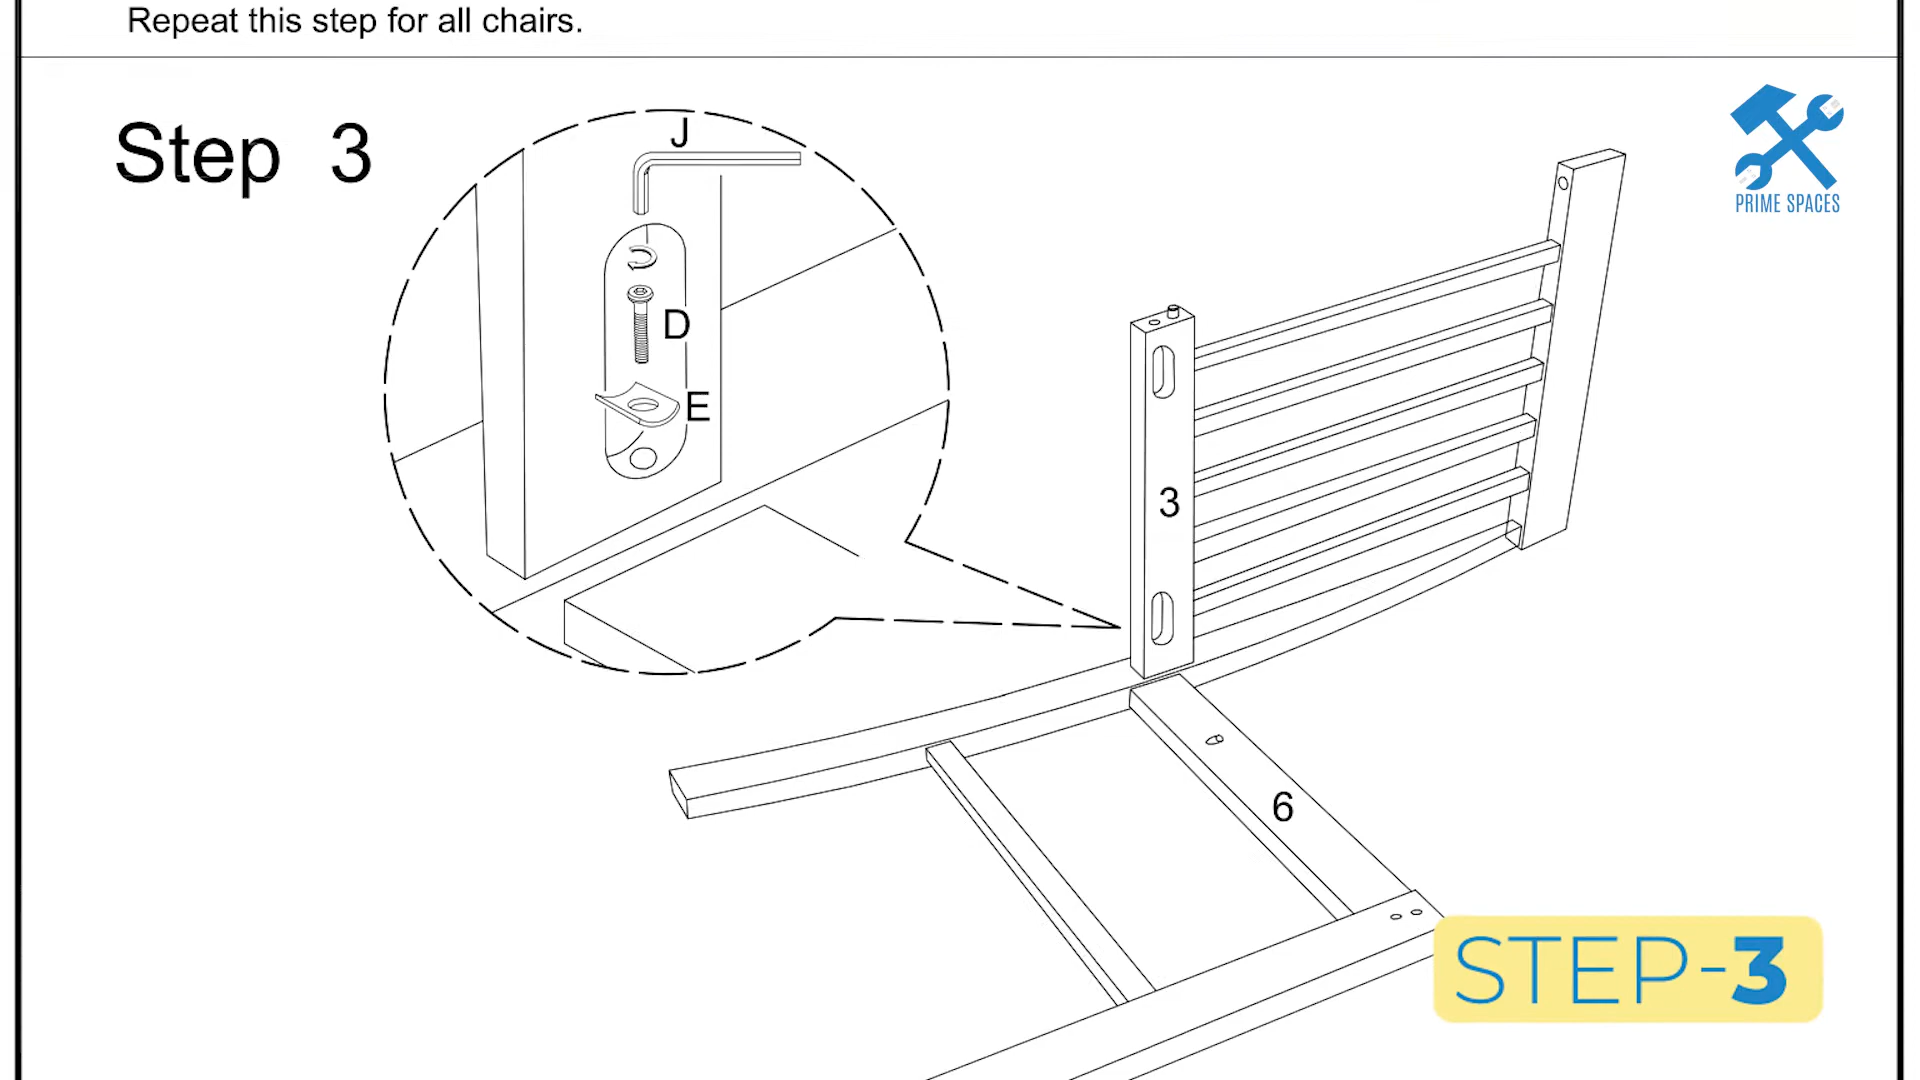 Repeat this step for all chairs.
Step 3
J
D
E
3
6
PRIME SPACES
STEP-3